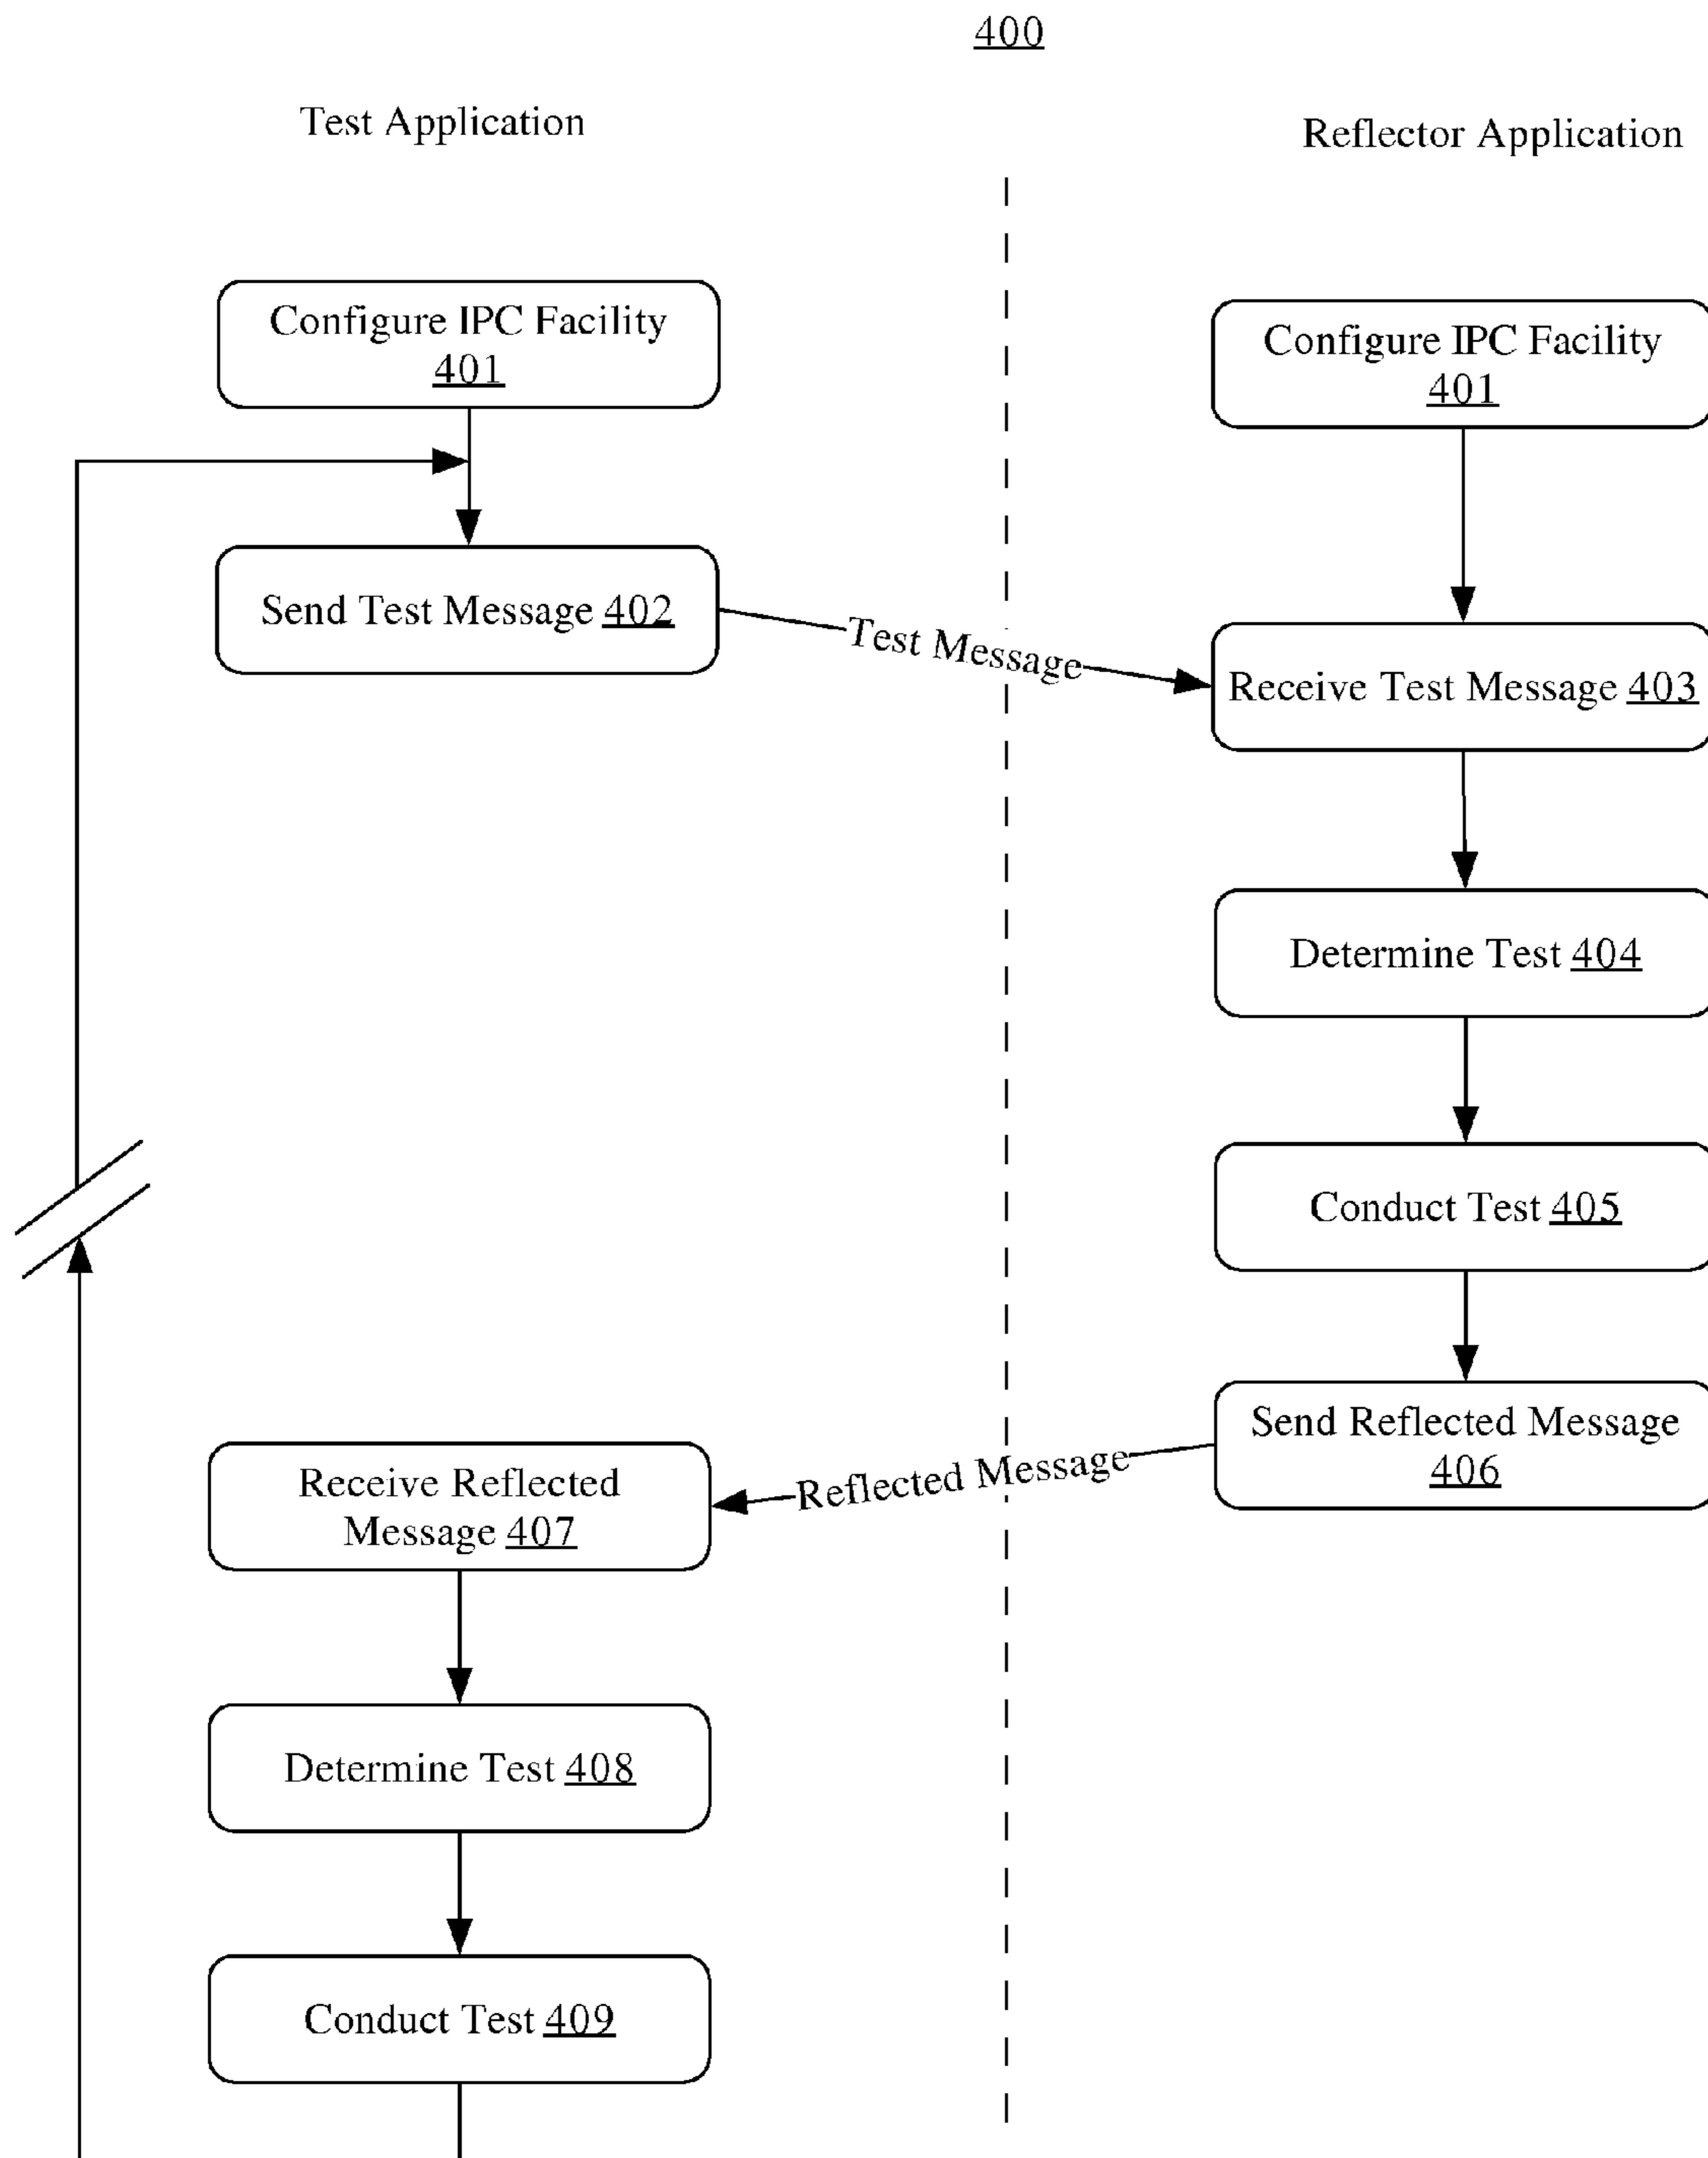 400
Test Application
Reflector Application
Configure IPC Facility
401
Configure IPC Facility
401
Send Test Message 402
Test Message
Receive Test Message 403
Determine Test 404
Conduct Test 405
Send Reflected Message
406
Reflected Message
Receive Reflected
Message 407
Determine Test 408
Conduct Test 409